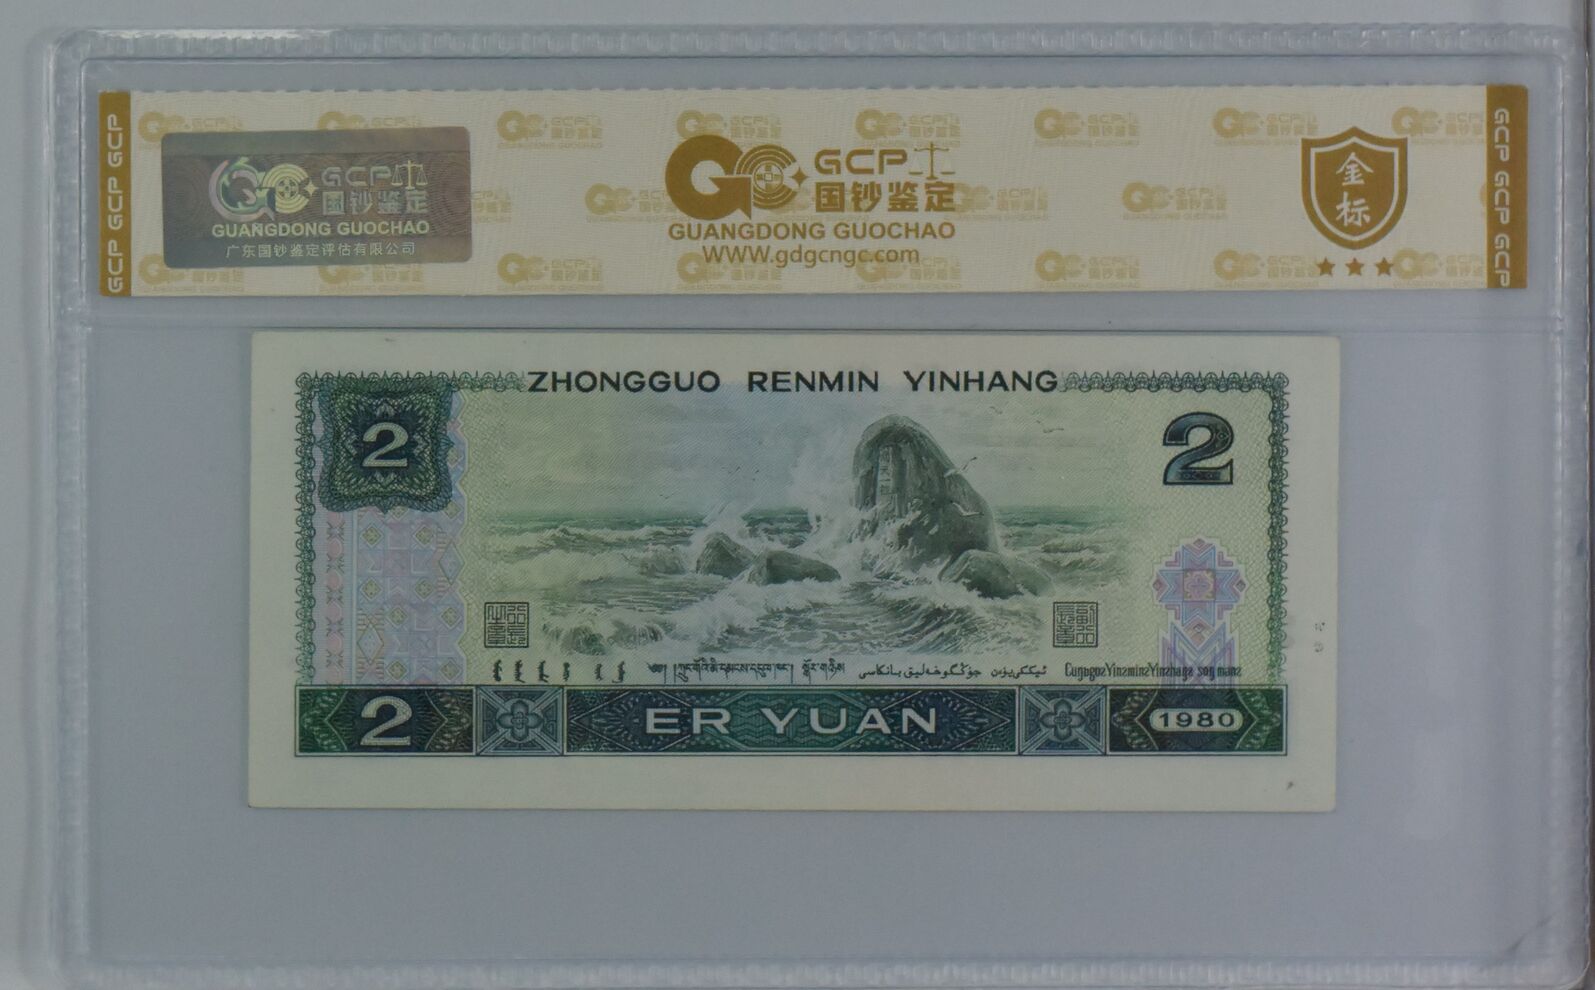 GCP GCP GCP
GCP
国钞鉴定
GUANGDONG GUOCHAO
广东国钞鉴定评估有限公司
GCP
国钞鉴定
GUANGDONG GUOCHAO
WWW.gdgcngc.com
金标
GCP GCP GCP
ZHONGGUO RENMIN YINHANG
2
2
2
ER YUAN
1980